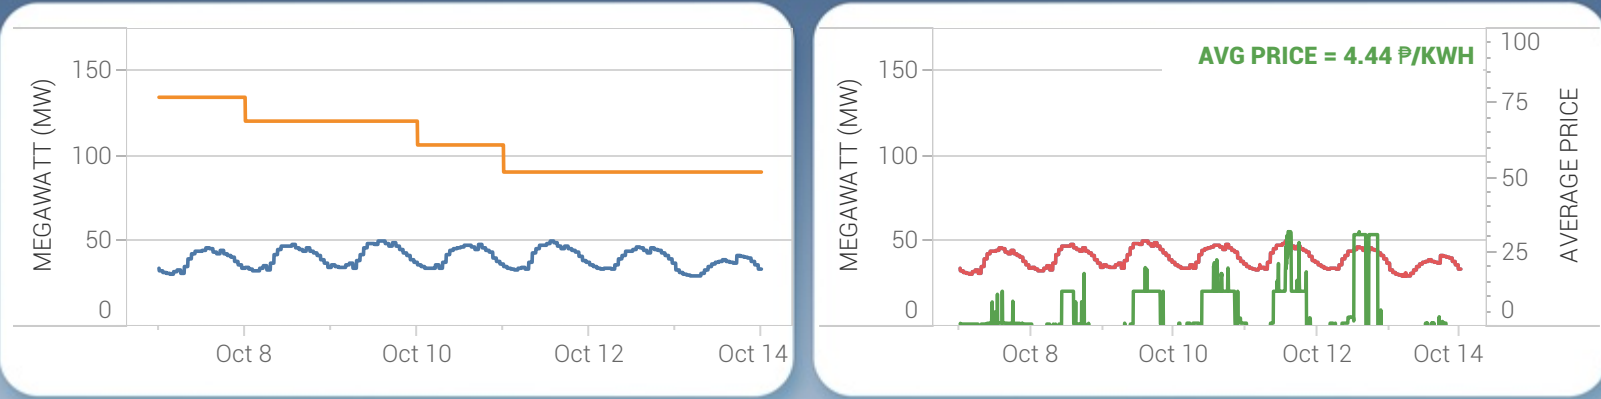 MEGAWATT (MW)
150
100
50
0
Oct 8
Oct 10
Oct 12
Oct 14
AVG PRICE = 4.44 ₱/KWH
MEGAWATT (MW)
150
100
50
0
100
75
50
25
0
AVERAGE PRICE
Oct 8
Oct 10
Oct 12
Oct 14